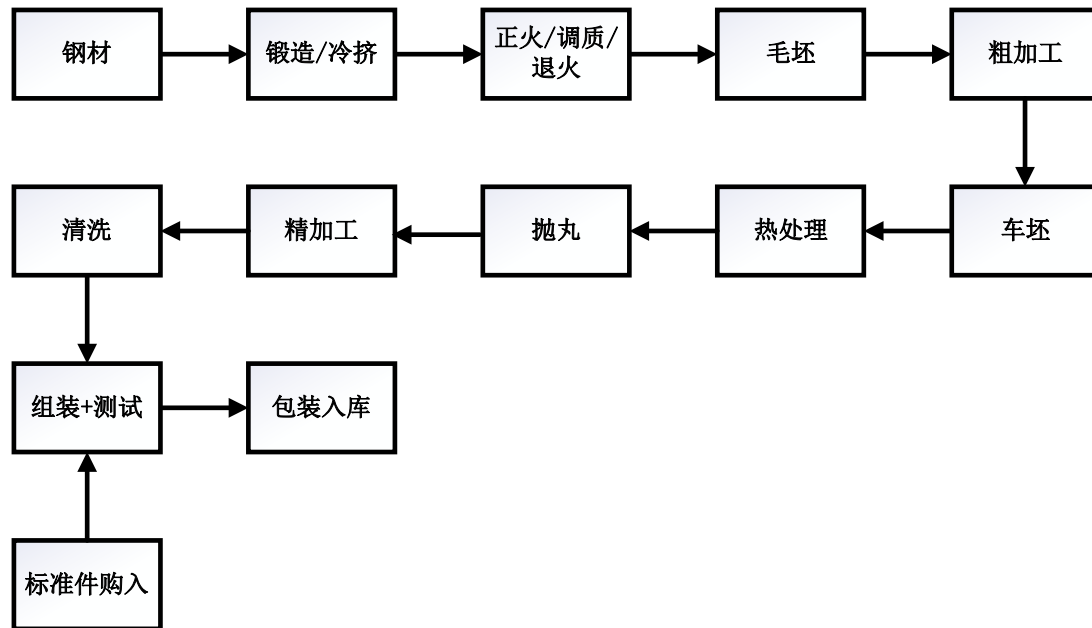 钢材
锻造/冷挤
正火/调质/
退火
毛坯
粗加工
清洗
精加工
抛丸
热处理
车坯
组装+测试
包装入库
标准件购入